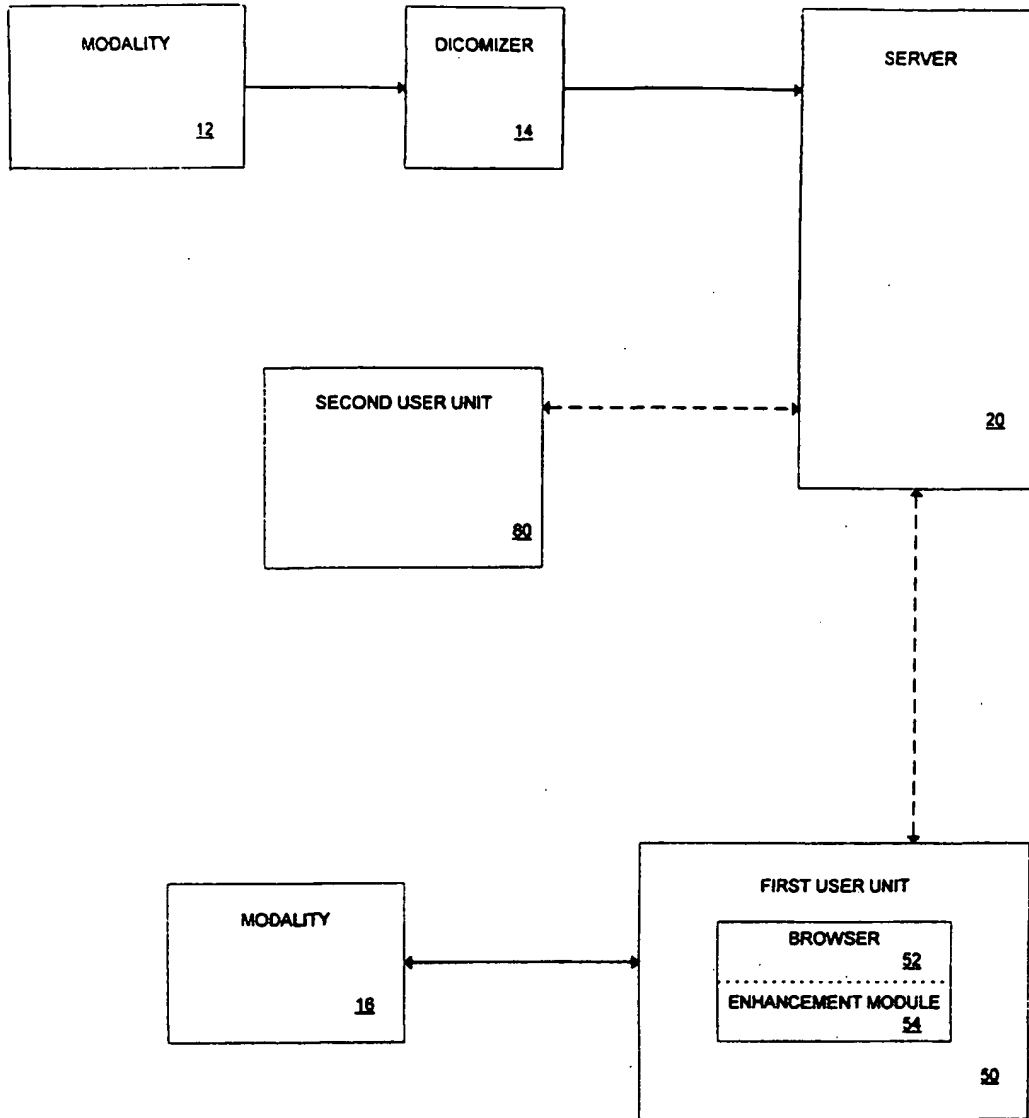 MODALITY
12
DICOMIZER
14
SERVER
20
SECOND USER UNIT
80
MODALITY
16
FIRST USER UNIT
BROWSER
52
ENHANCEMENT MODULE
54
50